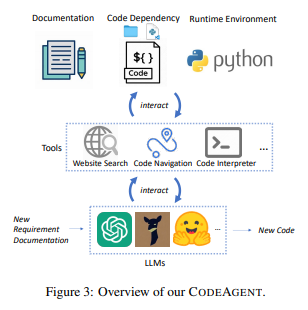 Documentation Code Dependency Runtime Environment
${ }
Code
python
interact
Tools
Website Search Code Navigation Code Interpreter ...
interact
New
Requirement
Documentation
...
New Code
LLMs
Figure 3: Overview of our CODEAGENT.